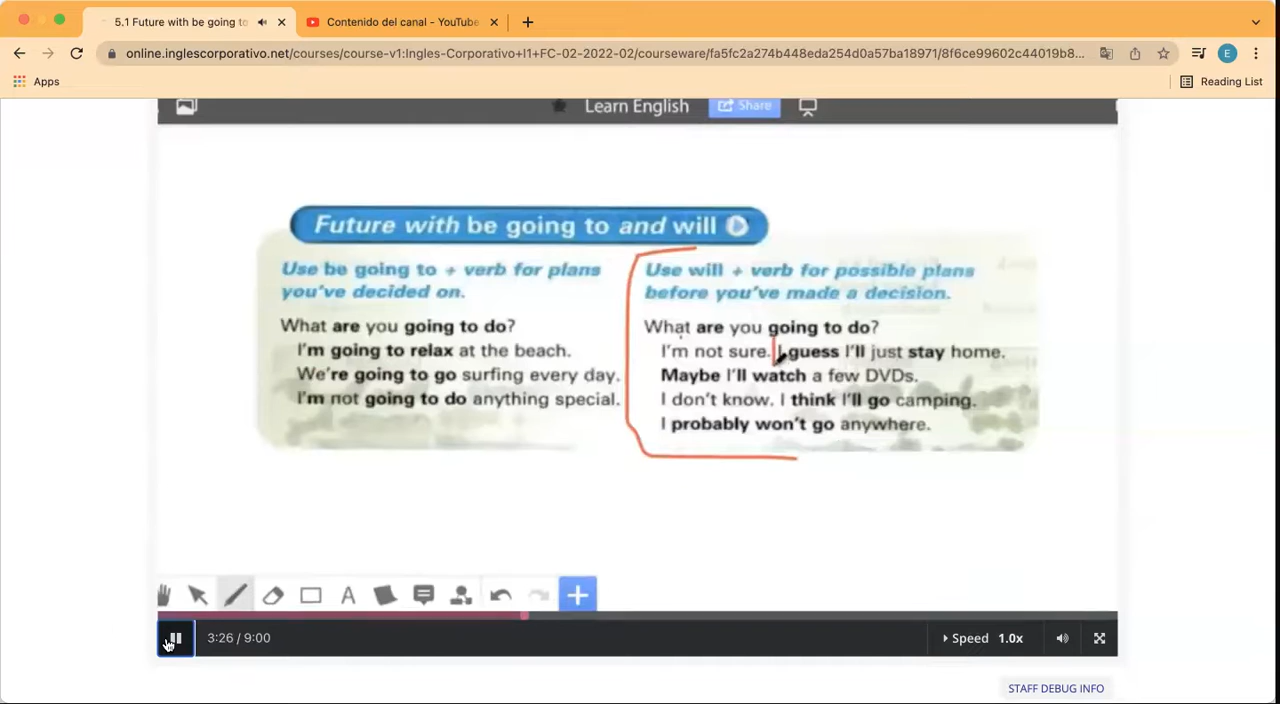 5.1 Future with be going to
Contenido del canal - YouTube
online.inglescorporativo.net/courses/course-v1:Ingles-Corporativo+I1+FC-02-2022-02/courseware/fa5fc2a274b448eda254d0a57ba18971/8f6ce99602c44019b8...
E
Apps
Reading List
Learn English
Share
Future with be going to and will
Use be going to + verb for plans
you've decided on.
What are you going to do?
I'm going to relax at the beach.
We're going to go surfing every day.
I'm not going to do anything special.
Use will + verb for possible plans
before you've made a decision.
What are you going to do?
I'm not sure. I guess I'll just stay home.
Maybe I'll watch a few DVDs.
I don't know. I think I'll go camping.
I probably won't go anywhere.
A
3:26 / 9:00
Speed 1.0x
STAFF DEBUG INFO